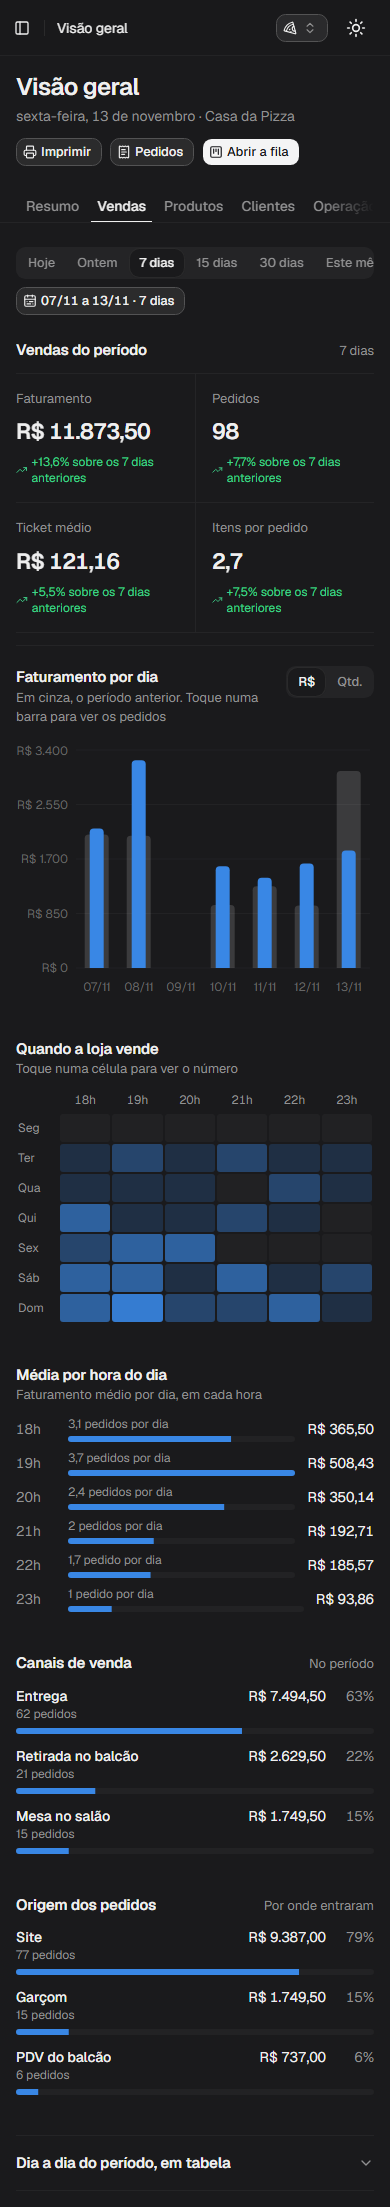 Visão geral
Visão geral
sexta-feira, 13 de novembro · Casa da Pizza
Imprimir
Pedidos
Abrir a fila
Resumo
Vendas
Produtos
Clientes
Operaçã
Hoje
Ontem
7 dias
15 dias
30 dias
Este mê
07/11 a 13/11 · 7 dias
Vendas do período
7 dias
Faturamento
R$ 11.873,50
+13,6% sobre os 7 dias
anteriores
Pedidos
98
+7,7% sobre os 7 dias
anteriores
Ticket médio
R$ 121,16
+5,5% sobre os 7 dias
anteriores
Itens por pedido
2,7
+7,5% sobre os 7 dias
anteriores
Faturamento por dia
Em cinza, o período anterior. Toque numa
barra para ver os pedidos
R$
Qtd.
R$ 3.400
R$ 2.550
R$ 1.700
R$ 850
R$ 0
07/11
08/11
09/11
10/11
11/11
12/11
13/11
Quando a loja vende
Toque numa célula para ver o número
18h
19h
20h
21h
22h
23h
Seg
Ter
Qua
Qui
Sex
Sáb
Dom
Média por hora do dia
Faturamento médio por dia, em cada hora
18h
3,1 pedidos por dia
R$ 365,50
19h
3,7 pedidos por dia
R$ 508,43
20h
2,4 pedidos por dia
R$ 350,14
21h
2 pedidos por dia
R$ 192,71
22h
1,7 pedido por dia
R$ 185,57
23h
1 pedido por dia
R$ 93,86
Canais de venda
No período
Entrega
R$ 7.494,50
63%
62 pedidos
Retirada no balcão
R$ 2.629,50
22%
21 pedidos
Mesa no salão
R$ 1.749,50
15%
15 pedidos
Origem dos pedidos
Por onde entraram
Site
R$ 9.387,00
79%
77 pedidos
Garçom
R$ 1.749,50
15%
15 pedidos
PDV do balcão
R$ 737,00
6%
6 pedidos
Dia a dia do período, em tabela